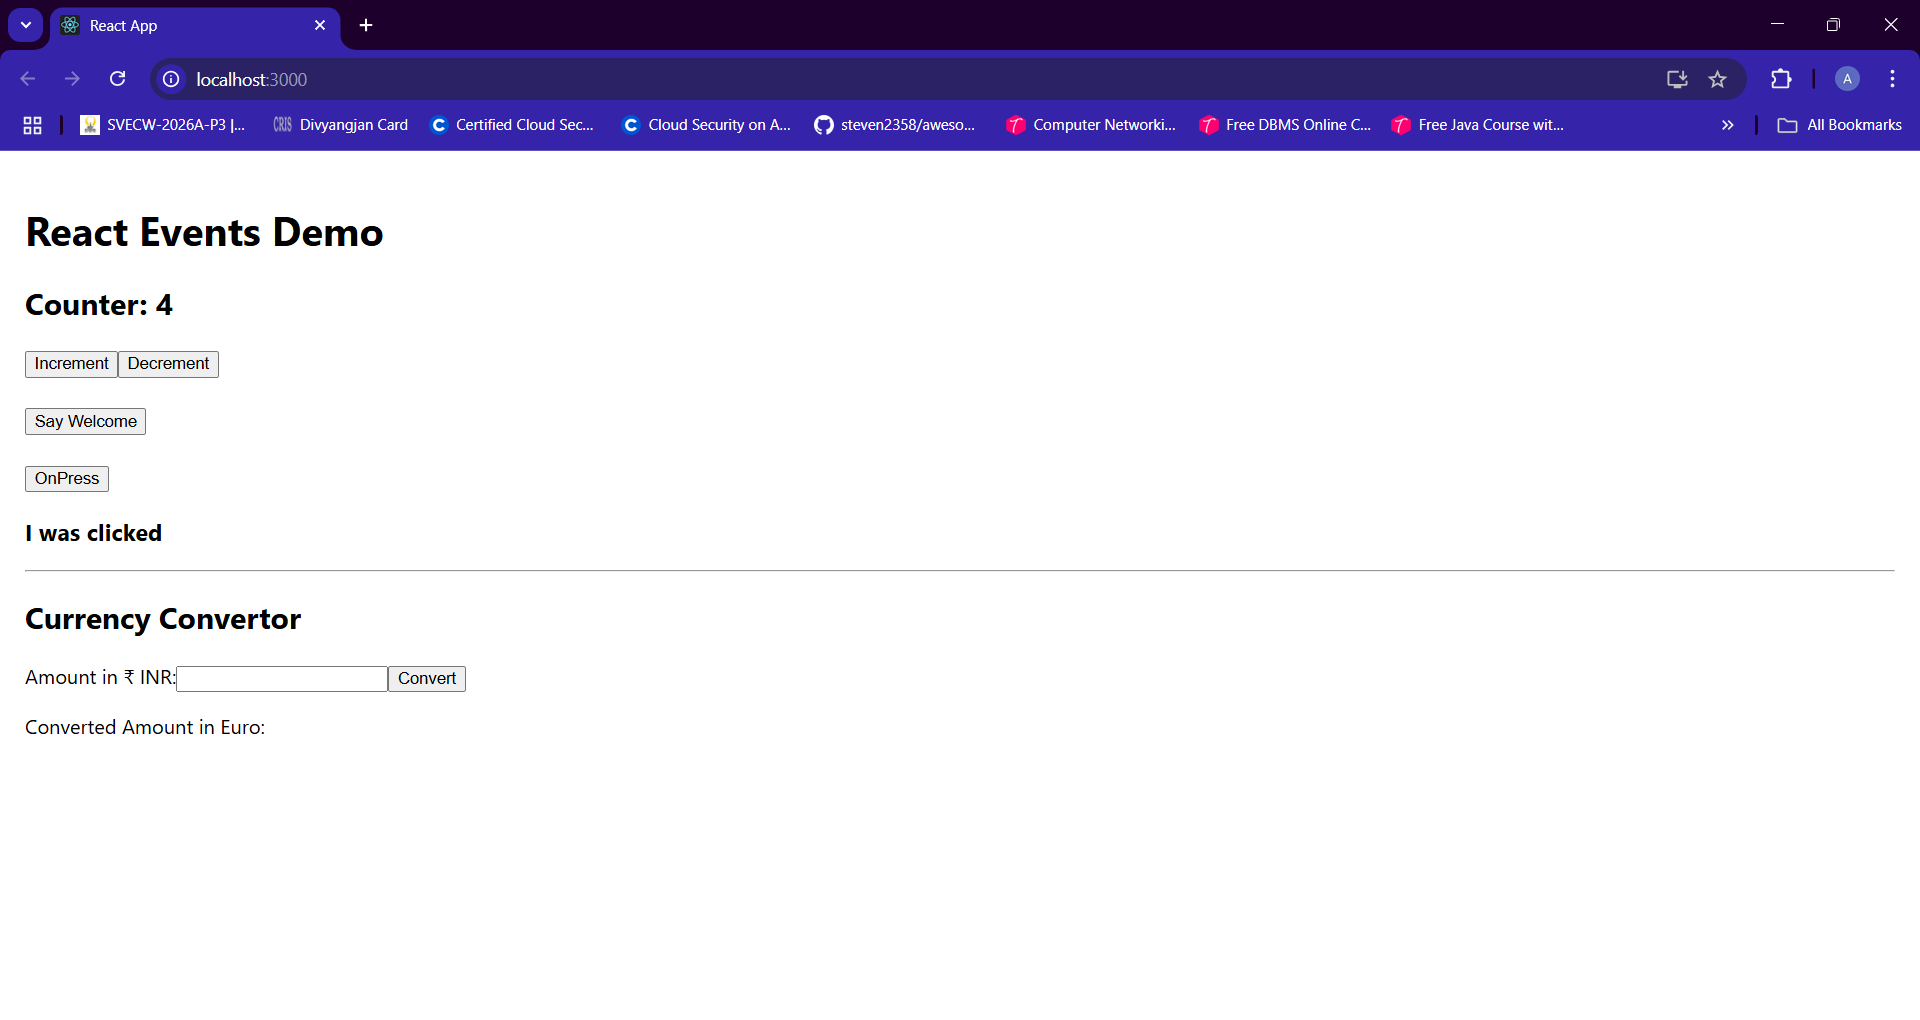 React App
localhost:3000
SVECW-2026A-P3 |... CRIS Divyangjan Card C Certified Cloud Sec... C Cloud Security on A... steven2358/aweso... Computer Networki... Free DBMS Online C... Free Java Course wit... » All Bookmarks
A
React Events Demo
Counter: 4
Increment Decrement
Say Welcome
OnPress
I was clicked
Currency Convertor
Amount in ₹ INR: Convert
Converted Amount in Euro: